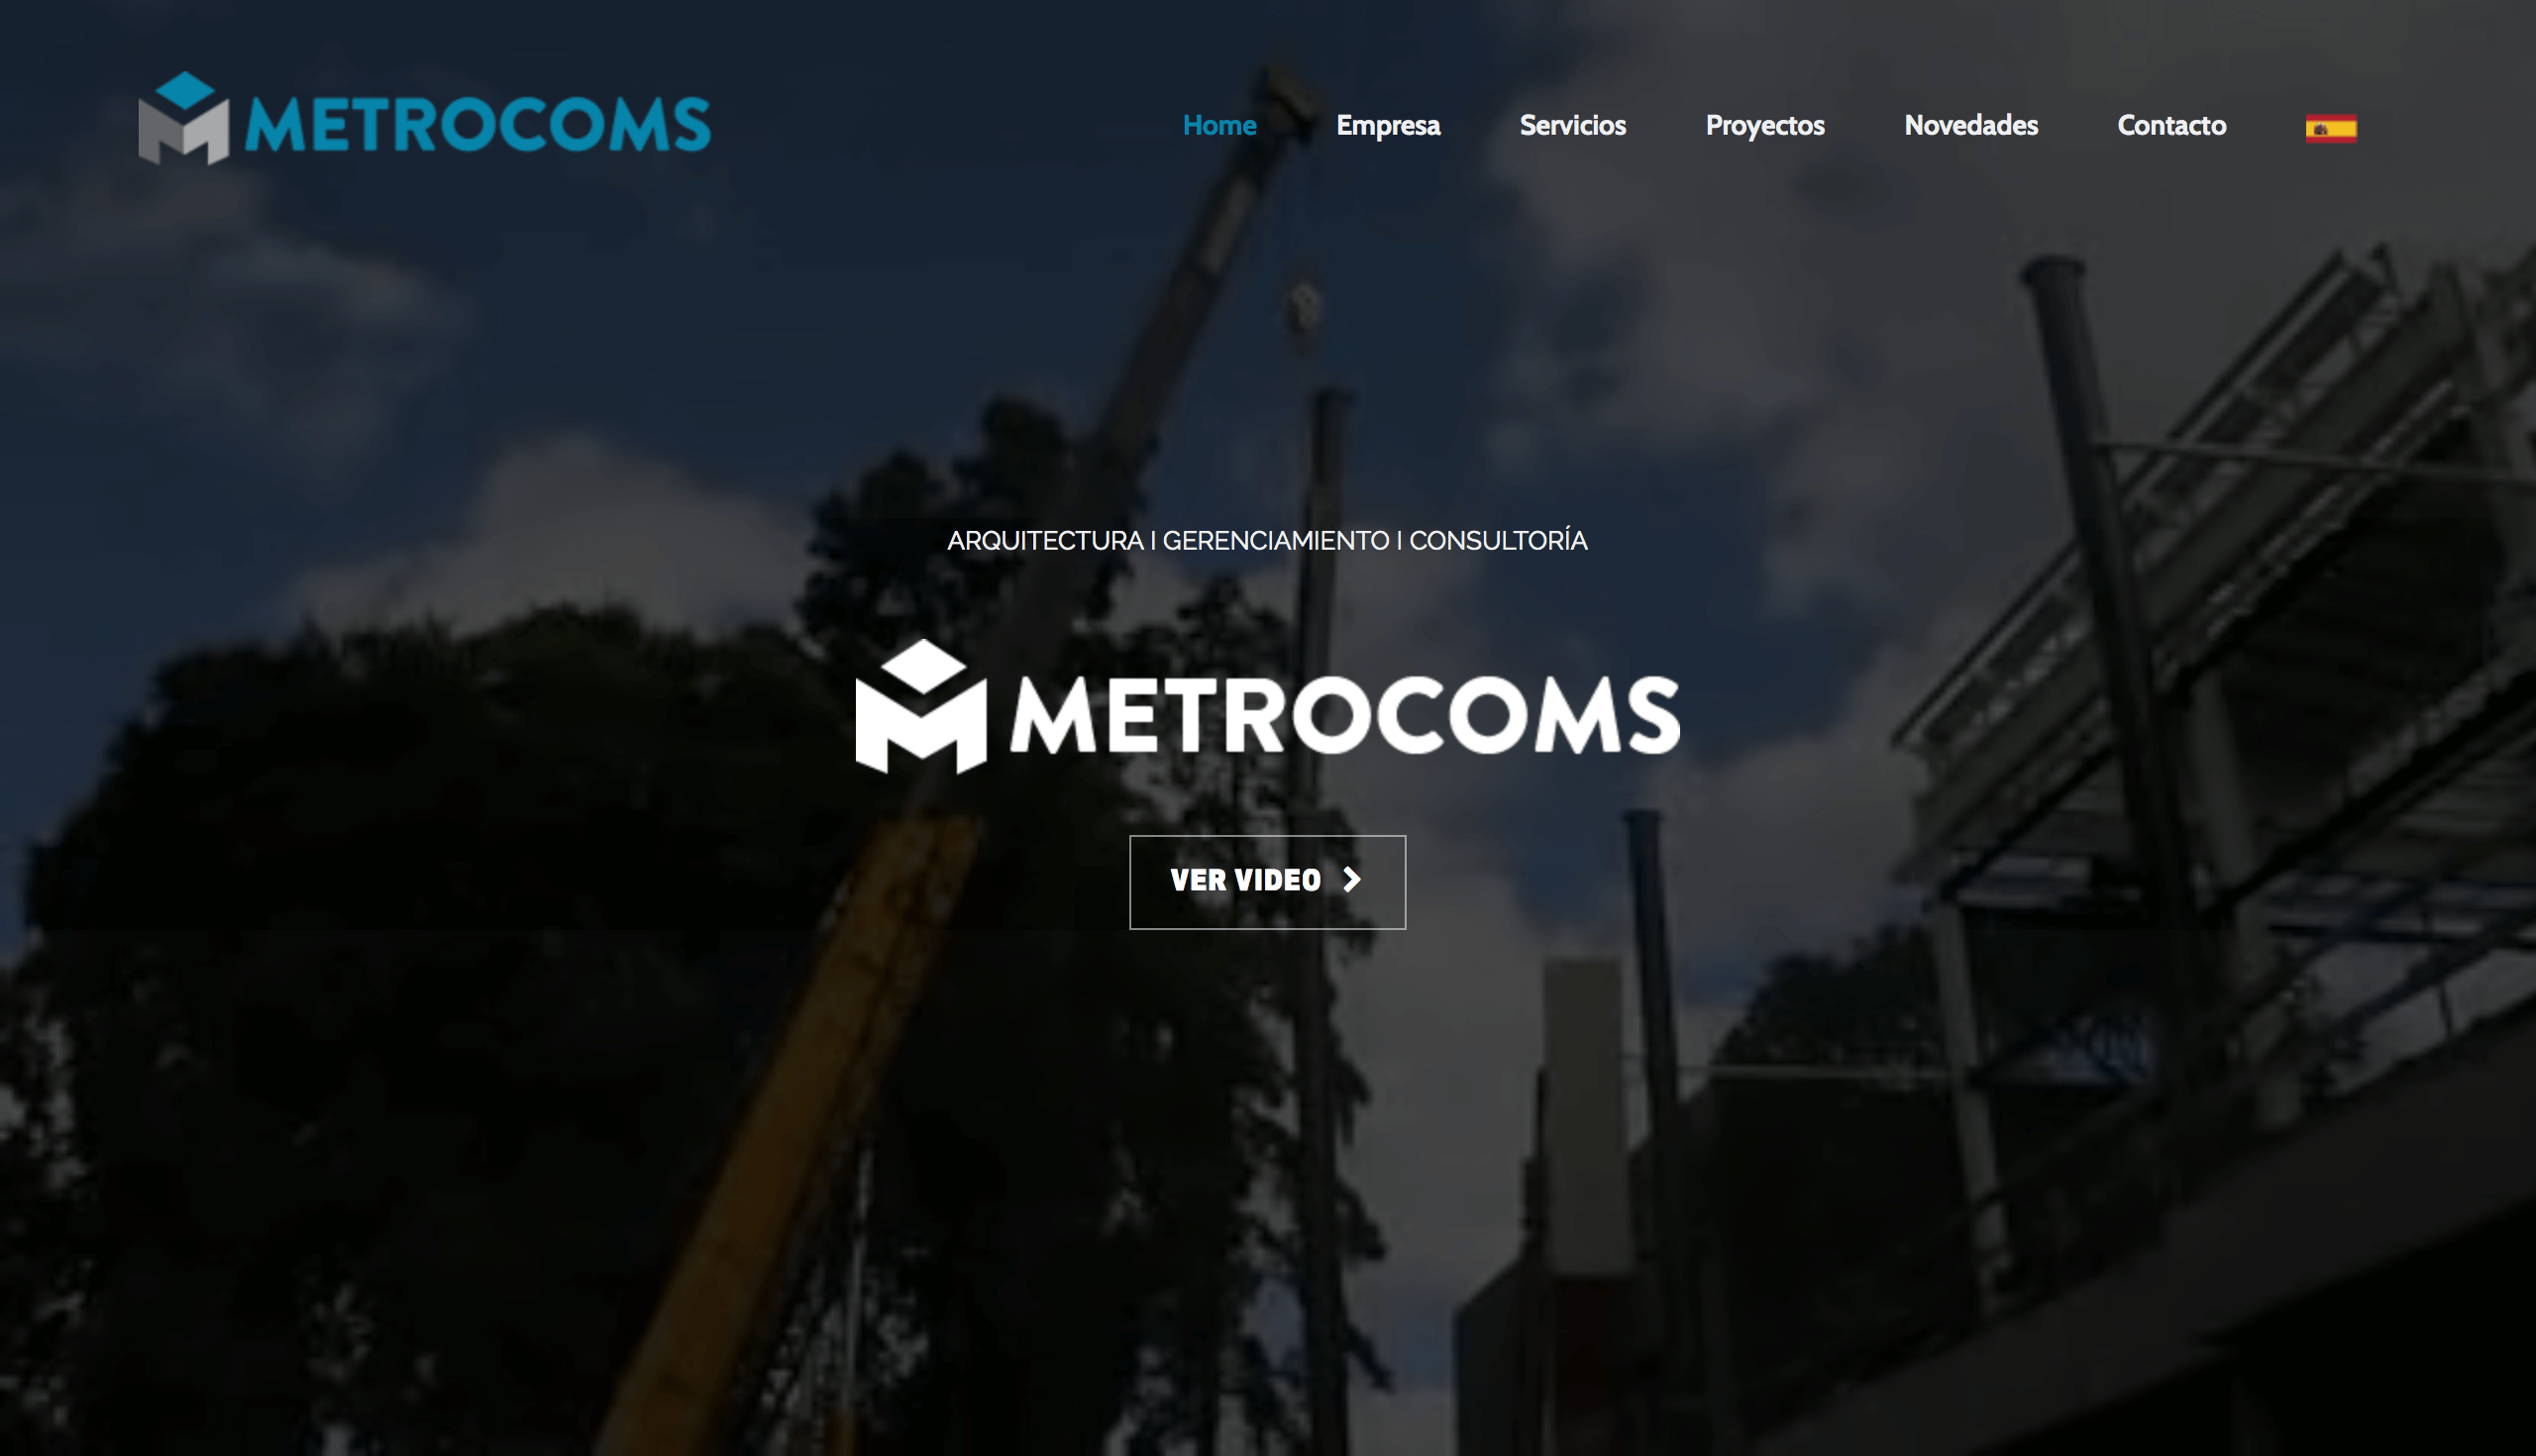 METROCOMS
Home Empresa Servicios Proyectos Novedades Contacto
ARQUITECTURA I GERENCIAMIENTO I CONSULTORÍA
METROCOMS
VER VIDEO